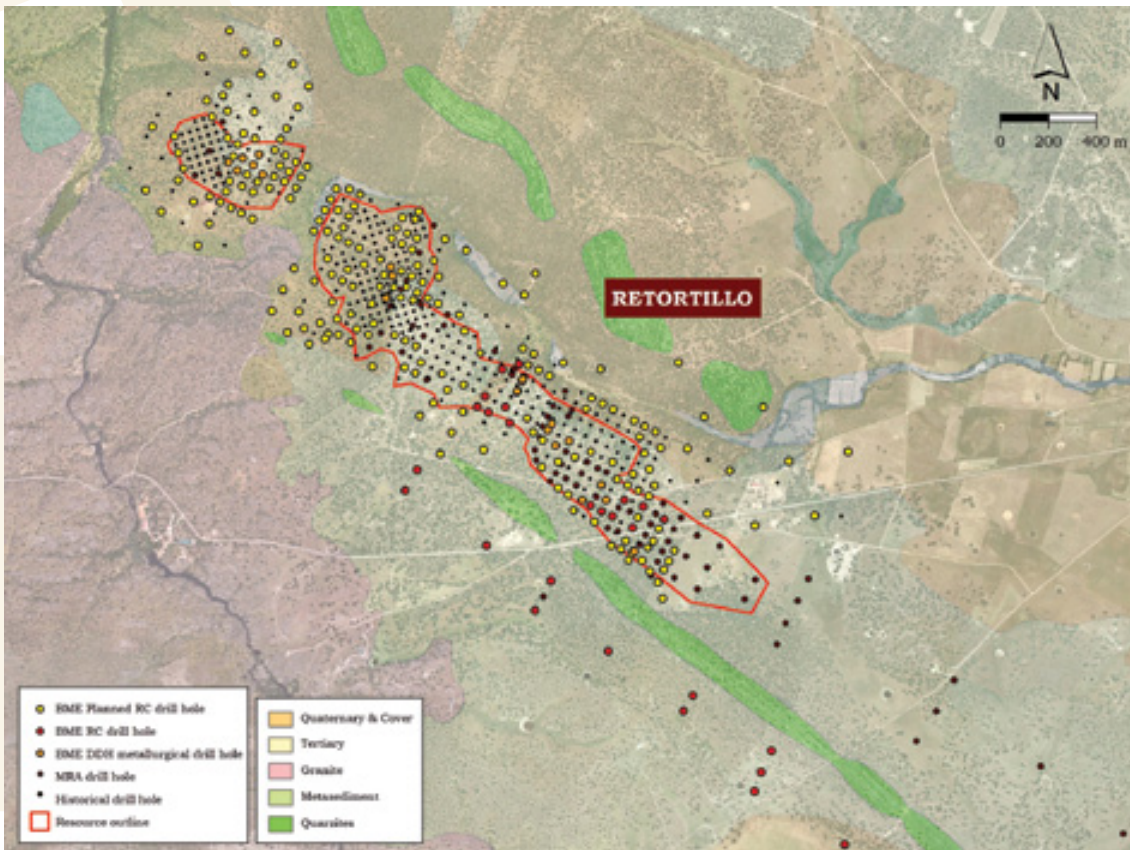 N
0 200 400 m
RETORTILLO
BME Planned RC drill hole
BME RC drill hole
BME DDH metallurgical drill hole
MRA drill hole
Historical drill hole
Resource outline
Quaternary & Cover
Tertiary
Granite
Metasediment
Quarzites